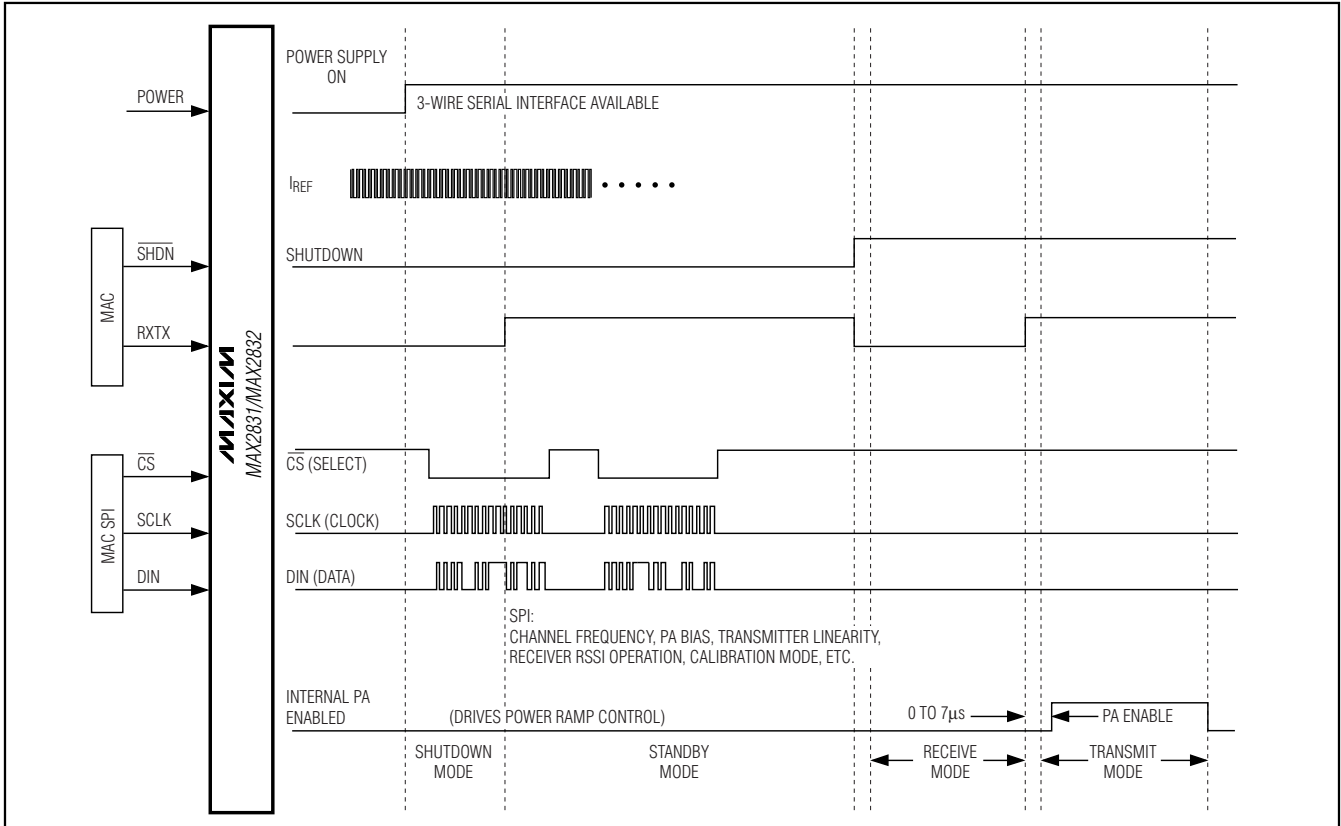 POWER SUPPLY
ON
POWER
3-WIRE SERIAL INTERFACE AVAILABLE
IREF
MAC
SHDN
SHUTDOWN
RXTX
MAXIM
MAX2831/MAX2832
MAC SPI
CS
CS (SELECT)
SCLK
SCLK (CLOCK)
DIN
DIN (DATA)
SPI:
CHANNEL FREQUENCY, PA BIAS, TRANSMITTER LINEARITY,
RECEIVER RSSI OPERATION, CALIBRATION MODE, ETC.
INTERNAL PA
ENABLED
(DRIVES POWER RAMP CONTROL)
0 TO 7μs
PA ENABLE
SHUTDOWN
MODE
STANDBY
MODE
RECEIVE
MODE
TRANSMIT
MODE